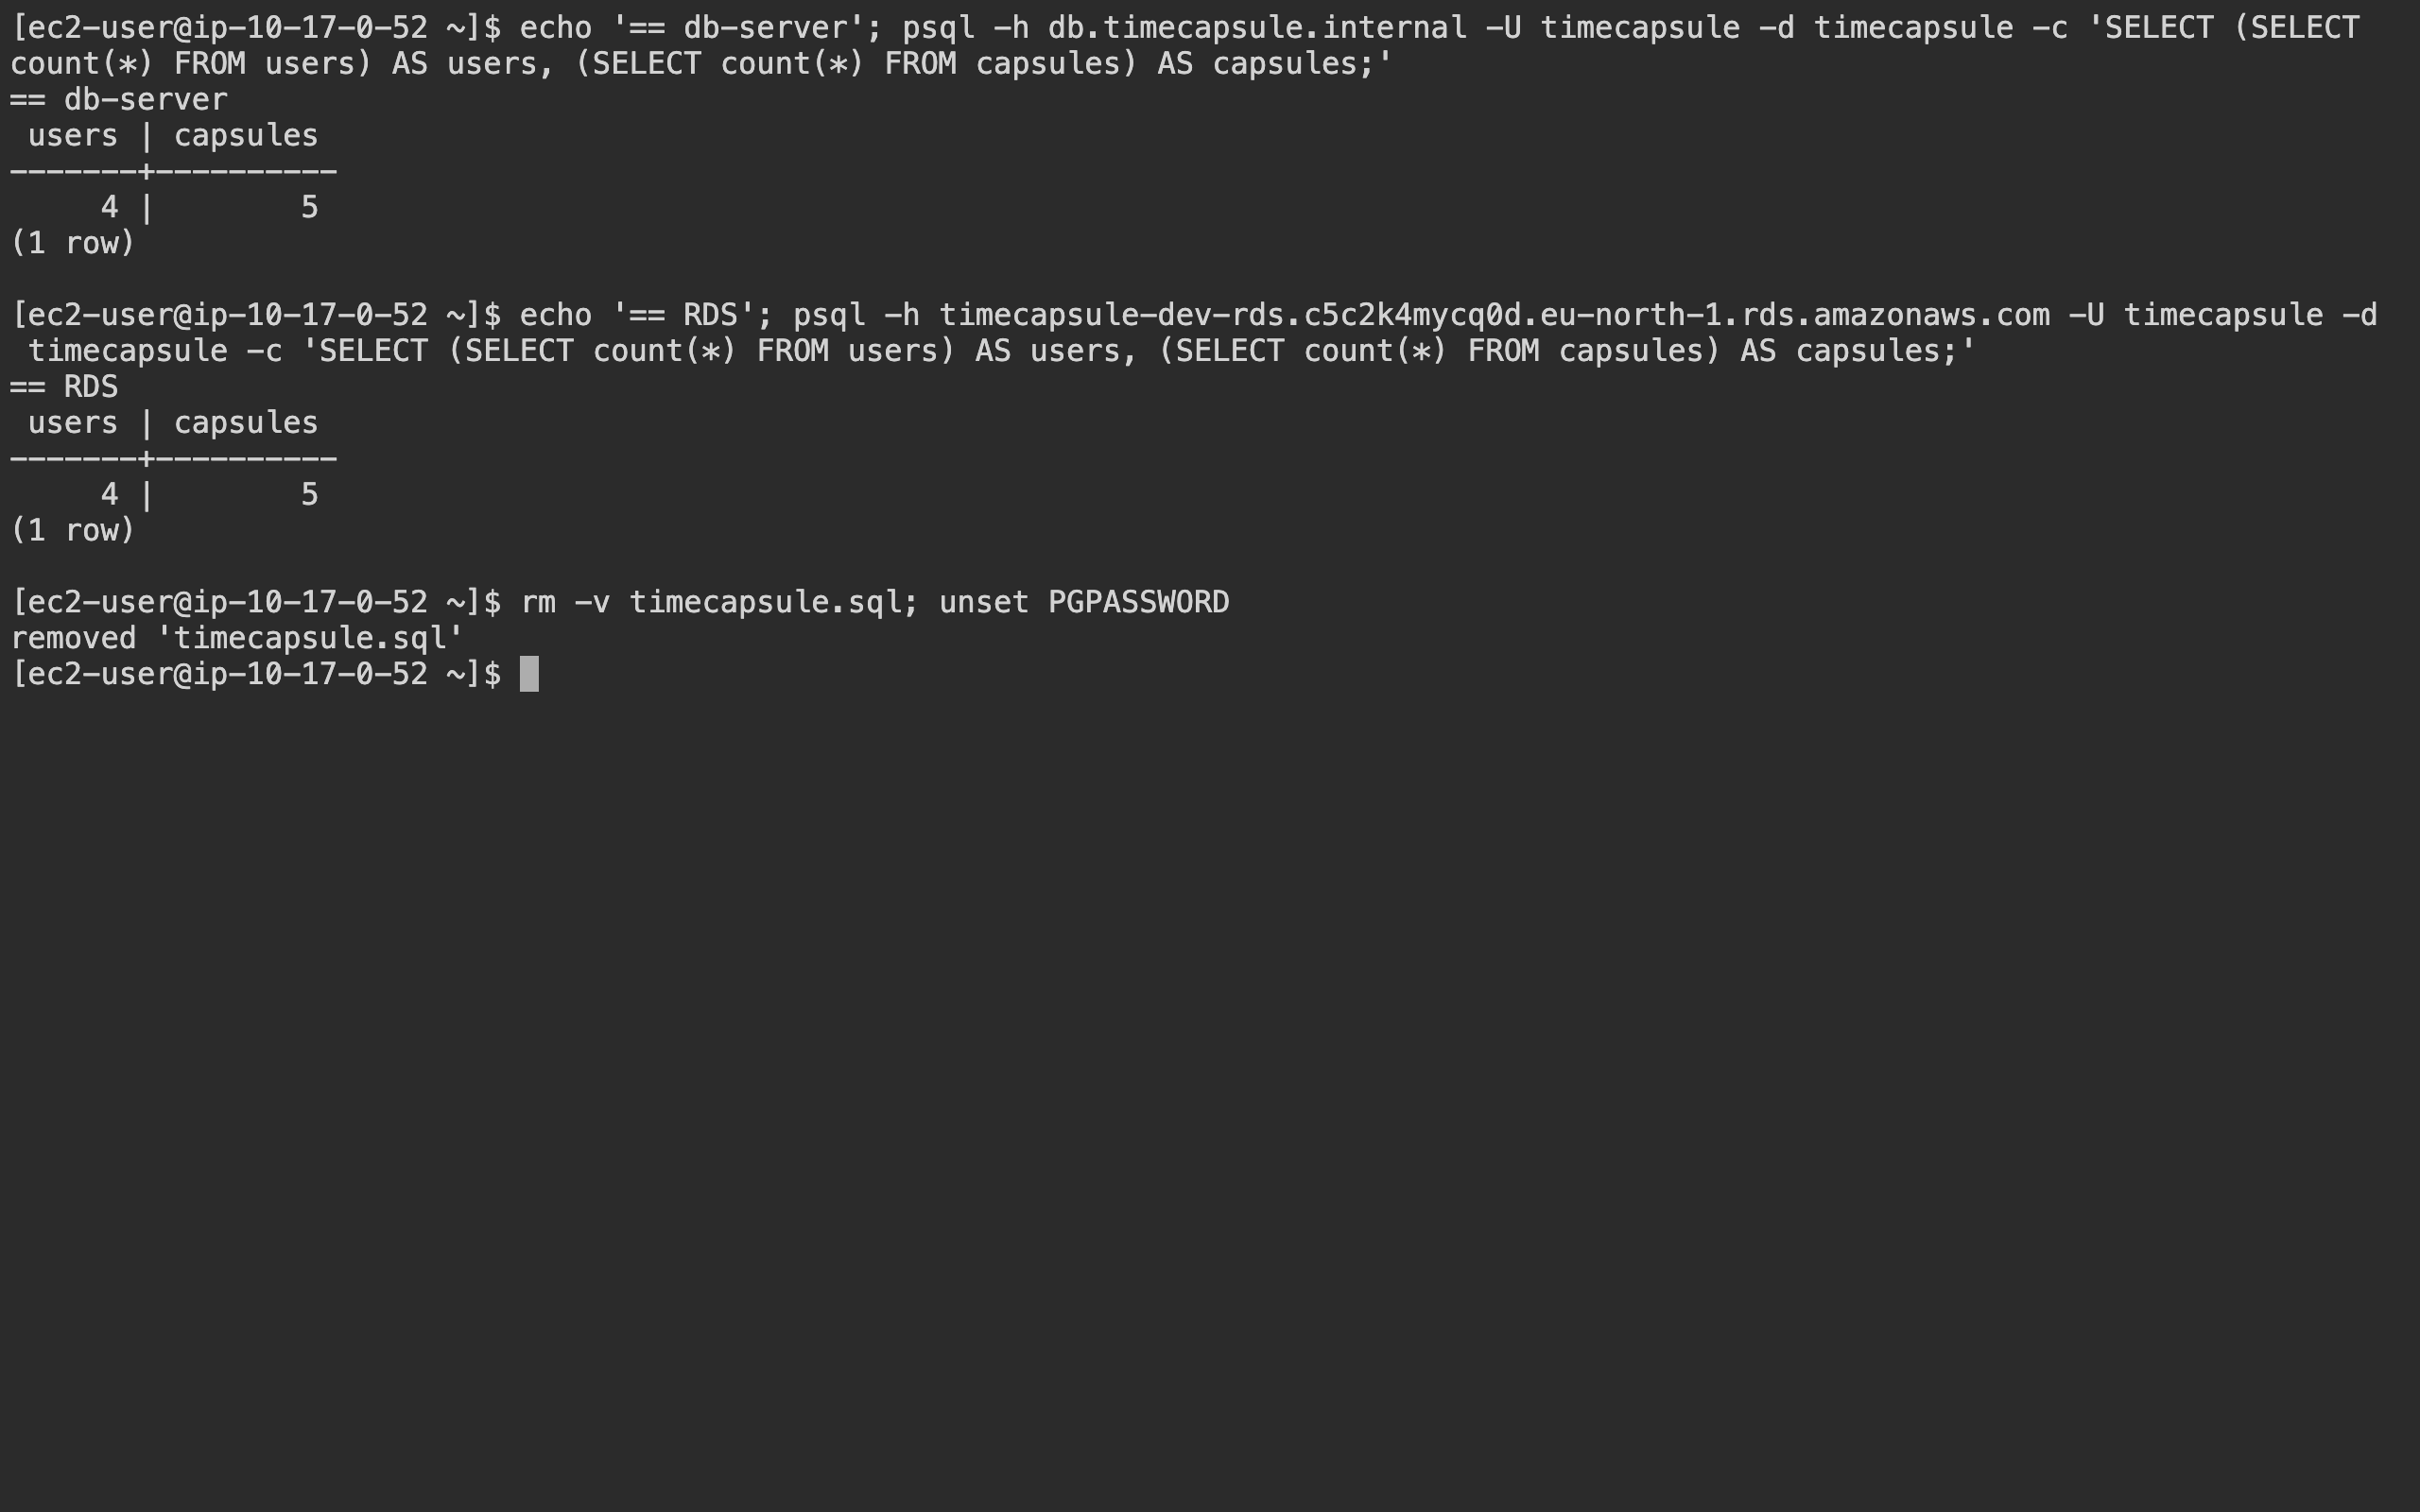 [ec2-user@ip-10-17-0-52 ~]$ echo '== db-server'; psql -h db.timecapsule.internal -U timecapsule -d timecapsule -c 'SELECT (SELECT
count(*) FROM users) AS users, (SELECT count(*) FROM capsules) AS capsules;'
== db-server
 users | capsules
-------+----------
     4 |        5
(1 row)

[ec2-user@ip-10-17-0-52 ~]$ echo '== RDS'; psql -h timecapsule-dev-rds.c5c2k4mycq0d.eu-north-1.rds.amazonaws.com -U timecapsule -d
 timecapsule -c 'SELECT (SELECT count(*) FROM users) AS users, (SELECT count(*) FROM capsules) AS capsules;'
== RDS
 users | capsules
-------+----------
     4 |        5
(1 row)

[ec2-user@ip-10-17-0-52 ~]$ rm -v timecapsule.sql; unset PGPASSWORD
removed 'timecapsule.sql'
[ec2-user@ip-10-17-0-52 ~]$